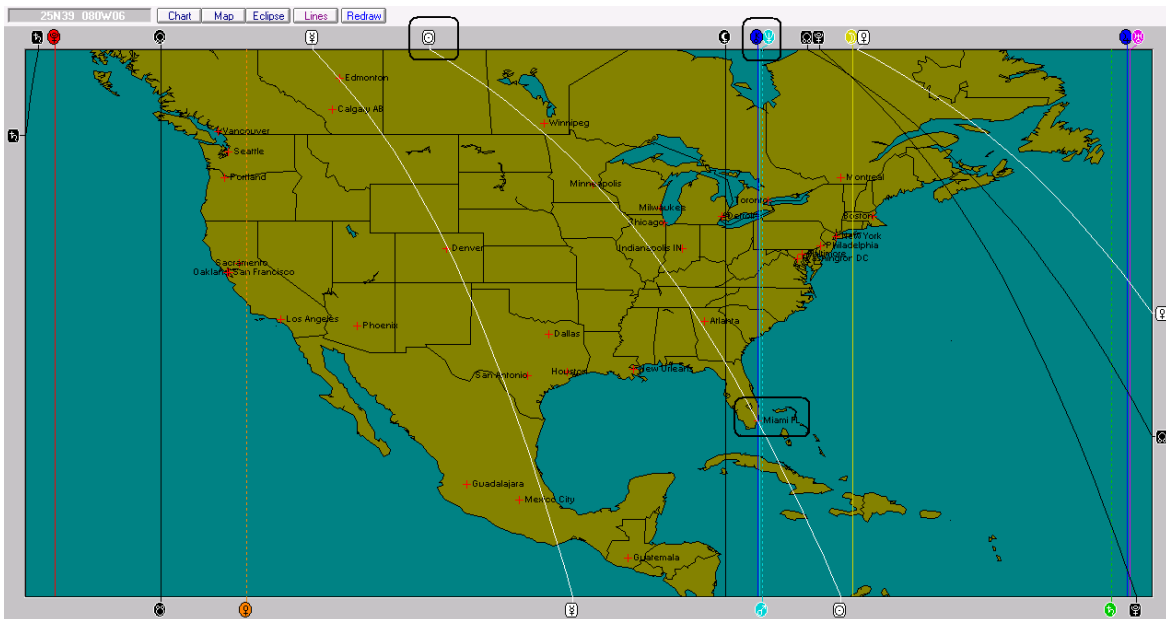 25N39 080W06
Chart
Map
Eclipse
Lines
Redraw
Edmonton
Calgary AB
Winnipeg
Vancouver
Seattle
Portland
Minneapolis
Montreal
Milwaukee
Toronto
Chicago
Detroit
Boston
New York
Philadelphia
Indianapolis IN
Denver
Washington DC
Sacramento
Oakland
San Francisco
Los Angeles
Phoenix
Atlanta
Dallas
San Antonio
Houston
New Orleans
Miami FL
Guadalajara
Mexico City
Guatemala